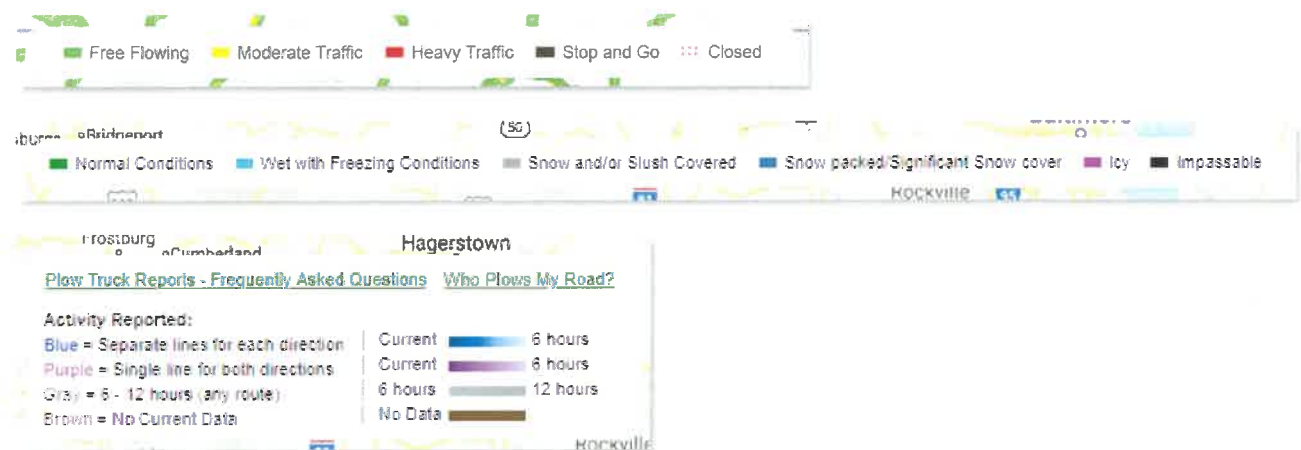 Free Flowing Moderate Traffic Heavy Traffic Stop and Go Closed
Bridgeport
Normal Conditions Wet with Freezing Conditions Snow and/or Slush Covered Snow packed/Significant Snow cover Icy Impassable
Rockville 95
Frostburg Cumberland Hagerstown
Plow Truck Reports - Frequently Asked Questions Who Plows My Road?
Activity Reported:
Blue = Separate lines for each direction Current 6 hours
Purple = Single line for both directions Current 6 hours
Gray = 6 - 12 hours (any route) 6 hours 12 hours
Brown = No Current Data No Data
Rockville